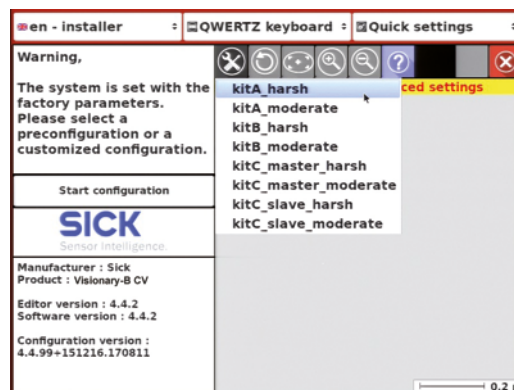 en - installer
QWERTZ keyboard
Quick settings
Warning,
The system is set with the
factory parameters.
Please select a
preconfiguration or a
customized configuration.
Start configuration
SICK
Sensor Intelligence.
Manufacturer : Sick
Product : Visionary-B CV
Editor version : 4.4.2
Software version : 4.4.2
Configuration version :
4.4.99+151216.170811
?
ced settings
kitA_harsh
kitA_moderate
kitB_harsh
kitB_moderate
kitC_master_harsh
kitC_master_moderate
kitC_slave_harsh
kitC_slave_moderate
0.2